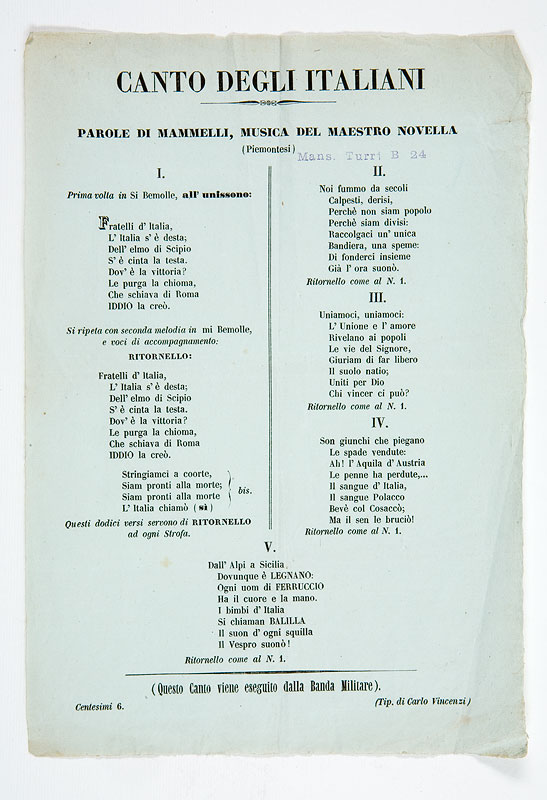 CANTO DEGLI ITALIANI
PAROLE DI MAMMELLI, MUSICA DEL MAESTRO NOVELLA
(Piemontesi)
Mans. Turri B 24
I.
Prima volta in Si Bemolle, all' unissono:
Fratelli d' Italia,
L' Italia s' è desta;
Dell' elmo di Scipio
S' è cinta la testa.
Dov' è la vittoria?
Le purga la chioma,
Che schiava di Roma
IDDIO la creò.
Si ripeta con seconda melodia in mi Bemolle,
e voci di accompagnamento:
RITORNELLO:
Fratelli d' Italia,
L' Italia s' è desta;
Dell' elmo di Scipio
S' è cinta la testa.
Dov' è la vittoria?
Le purga la chioma,
Che schiava di Roma
IDDIO la creò.
Stringiamci a coorte,
Siam pronti alla morte;
Siam pronti alla morte
L' Italia chiamò (sì)
bis.
Questi dodici versi servono di RITORNELLO
ad ogni Strofa.
II.
Noi fummo da secoli
Calpesti, derisi,
Perchè non siam popolo
Perchè siam divisi:
Raccolgaci un' unica
Bandiera, una speme:
Di fonderci insieme
Già l' ora suonò.
Ritornello come al N. 1.
III.
Uniamoci, uniamoci:
L' Unione e l' amore
Rivelano ai popoli
Le vie del Signore,
Giuriam di far libero
Il suolo natio;
Uniti per Dio
Chi vincer ci può?
Ritornello come al N. 1.
IV.
Son giunchi che piegano
Le spade vendute:
Ah! l' Aquila d' Austria
Le penne ha perdute,...
Il sangue d' Italia,
Il sangue Polacco
Bevè col Cosaccò;
Ma il sen le bruciò!
Ritornello come al N. 1.
V.
Dall' Alpi a Sicilia
Dovunque è LEGNANO:
Ogni uom di FERRUCCIO
Ha il cuore e la mano.
I bimbi d' Italia
Si chiaman BALILLA
Il suon d' ogni squilla
Il Vespro suonò!
Ritornello come al N. 1.
(Questo Canto viene eseguito dalla Banda Militare).
Centesimi 6.
(Tip. di Carlo Vincenzi)